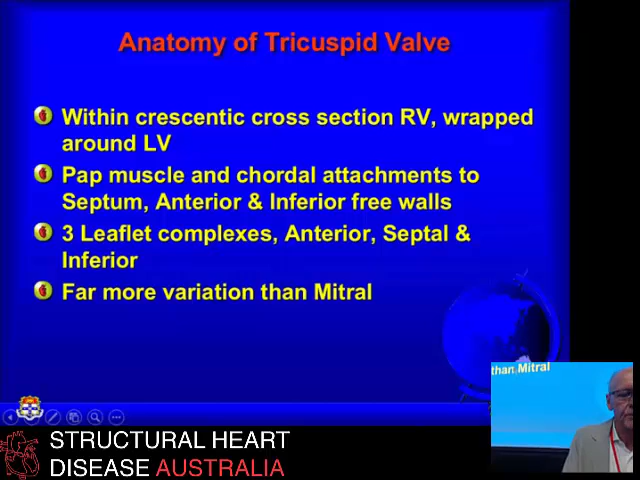 Anatomy of Tricuspid Valve
Within crescentic cross section RV, wrapped
around LV
Pap muscle and chordal attachments to
Septum, Anterior & Inferior free walls
3 Leaflet complexes, Anterior, Septal &
Inferior
Far more variation than Mitral
than Mitral
STRUCTURAL HEART
DISEASE AUSTRALIA